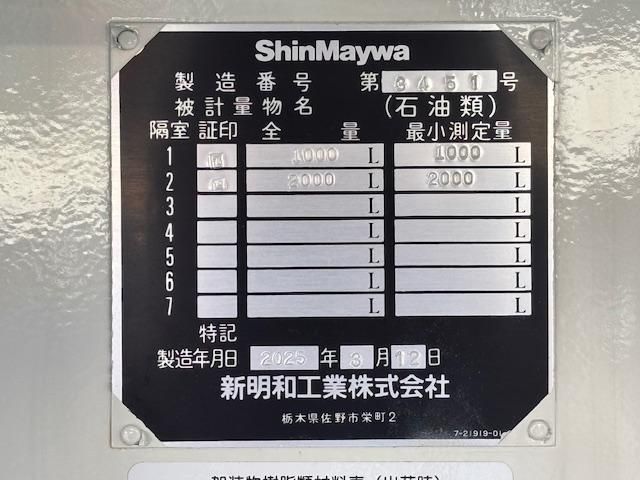 ShinMaywa
製造番号 第3451号
被計量物名 (石油類)
隔室 証印 全量 最小測定量
1 1000 L 1000 L
2 2000 L 2000 L
3 L L
4 L L
5 L L
6 L L
7 L L
特記
製造年月日 2025年3月12日
新明和工業株式会社
栃木県佐野市栄町2
7-21919-01